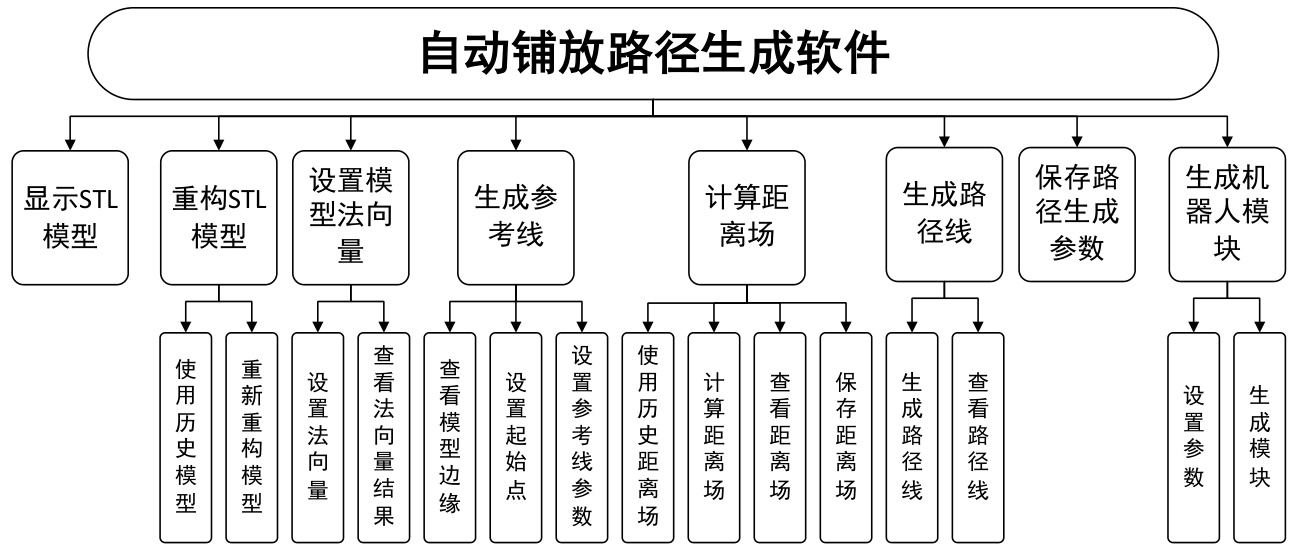 自动铺放路径生成软件
显示STL
模型
重构STL
模型
设置模
型法向
量
生成参
考线
计算距
离场
生成路
径线
保存路
径生成
参数
生成机
器人模
块
使用历史模型
重新重构模型
设置法向量
查看法向量结果
查看模型边缘
设置起始点
设置参考线参数
使用历史距离场
计算距离场
查看距离场
保存距离场
生成路径线
查看路径线
设置参数
生成模块